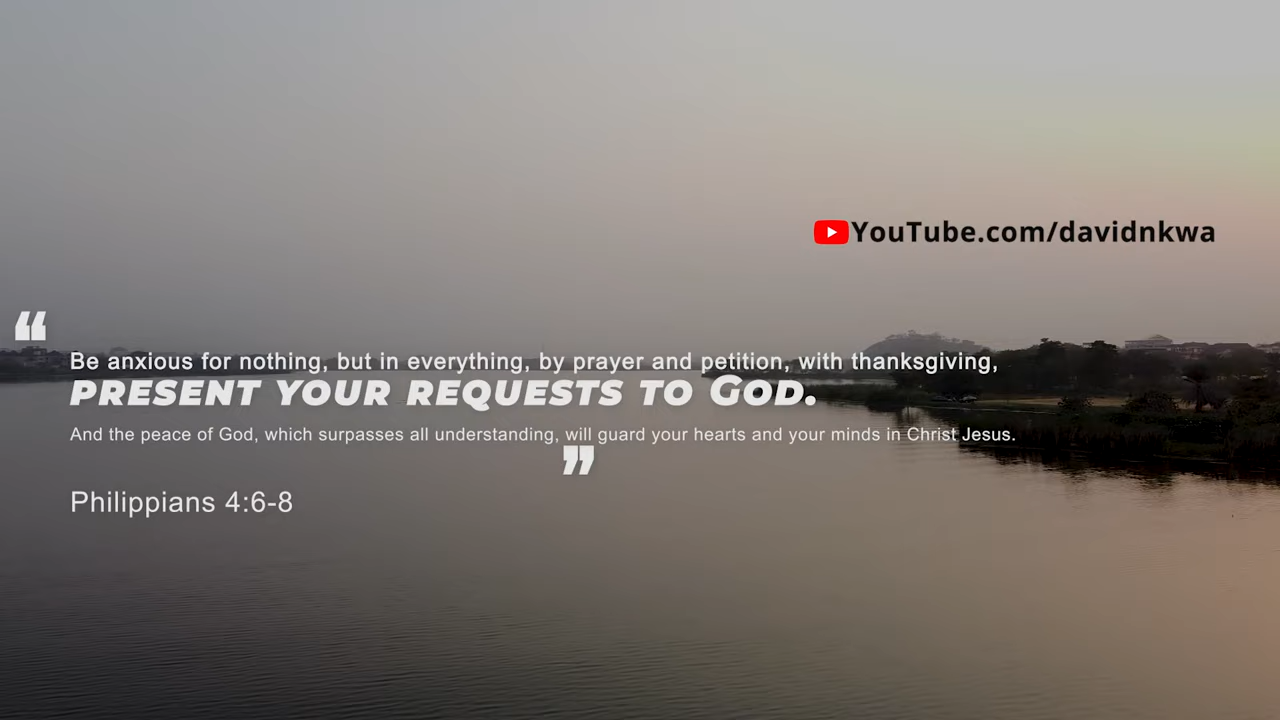 YouTube.com/davidnkwa
❝
Be anxious for nothing, but in everything, by prayer and petition, with thanksgiving,
PRESENT YOUR REQUESTS TO GOD.
And the peace of God, which surpasses all understanding, will guard your hearts and your minds in Christ Jesus.
❞
Philippians 4:6-8